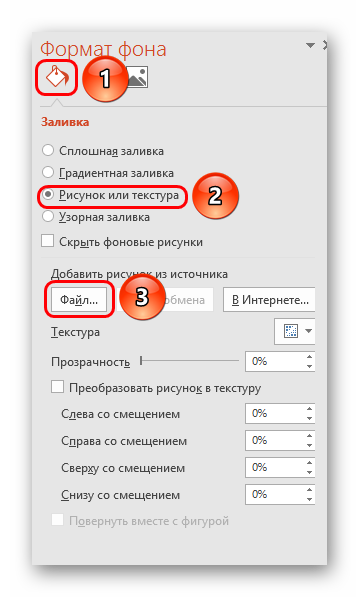 Формат фона
1
Заливка
Сплошная заливка
Градиентная заливка
Рисунок или текстура
2
Узорная заливка
Скрыть фоновые рисунки
Добавить рисунок из источника
Файл...
3
обмена
В Интернете...
Текстура
Прозрачность
0%
Преобразовать рисунок в текстуру
Слева со смещением
0%
Справа со смещением
0%
Сверху со смещением
0%
Снизу со смещением
0%
Повернуть вместе с фигурой